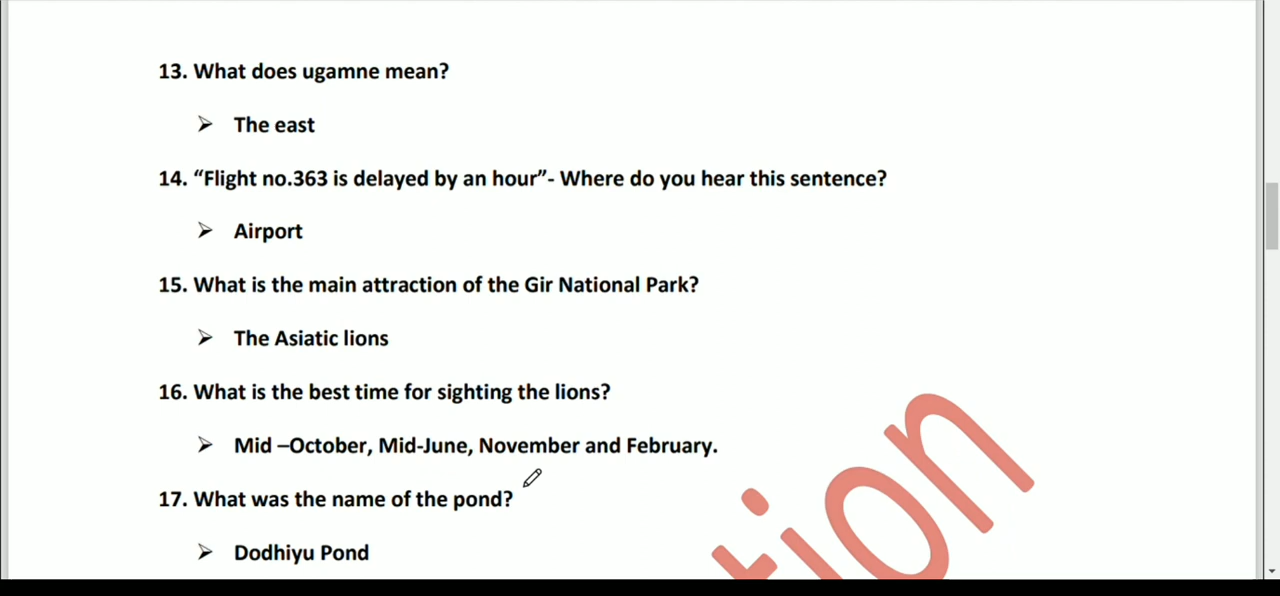 13. What does ugamne mean?
➢ The east
14. “Flight no.363 is delayed by an hour”- Where do you hear this sentence?
➢ Airport
15. What is the main attraction of the Gir National Park?
➢ The Asiatic lions
16. What is the best time for sighting the lions?
➢ Mid –October, Mid-June, November and February.
17. What was the name of the pond?
➢ Dodhiyu Pond
tion